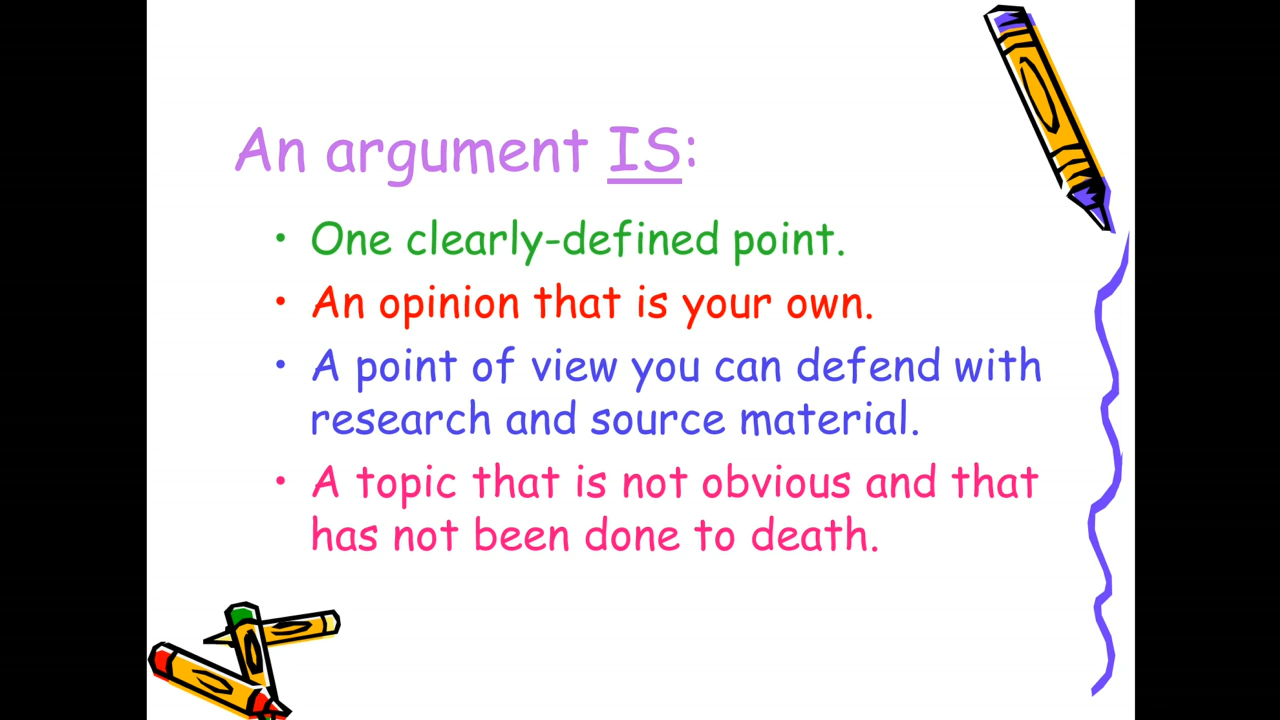 An argument IS:
• One clearly-defined point.
• An opinion that is your own.
• A point of view you can defend with
research and source material.
• A topic that is not obvious and that
has not been done to death.